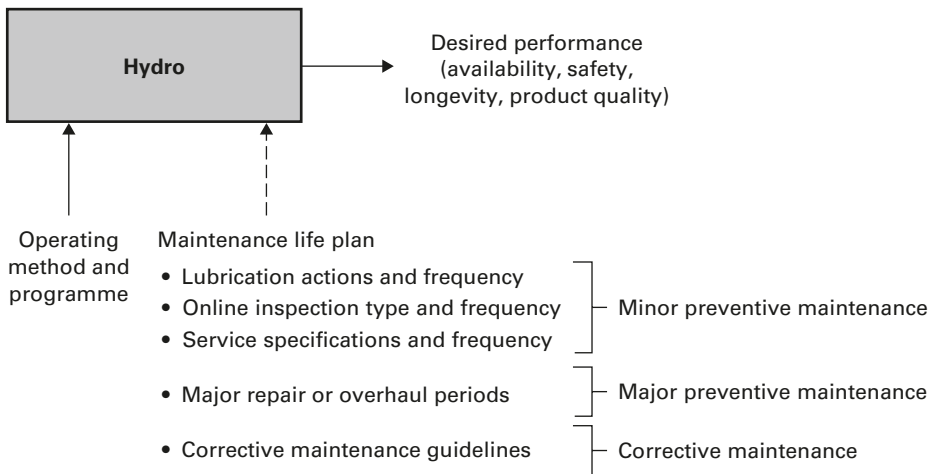 Hydro
Desired performance
(availability, safety,
longevity, product quality)
Operating
method and
programme
Maintenance life plan
• Lubrication actions and frequency
• Online inspection type and frequency
• Service specifications and frequency
Minor preventive maintenance
• Major repair or overhaul periods
Major preventive maintenance
• Corrective maintenance guidelines
Corrective maintenance